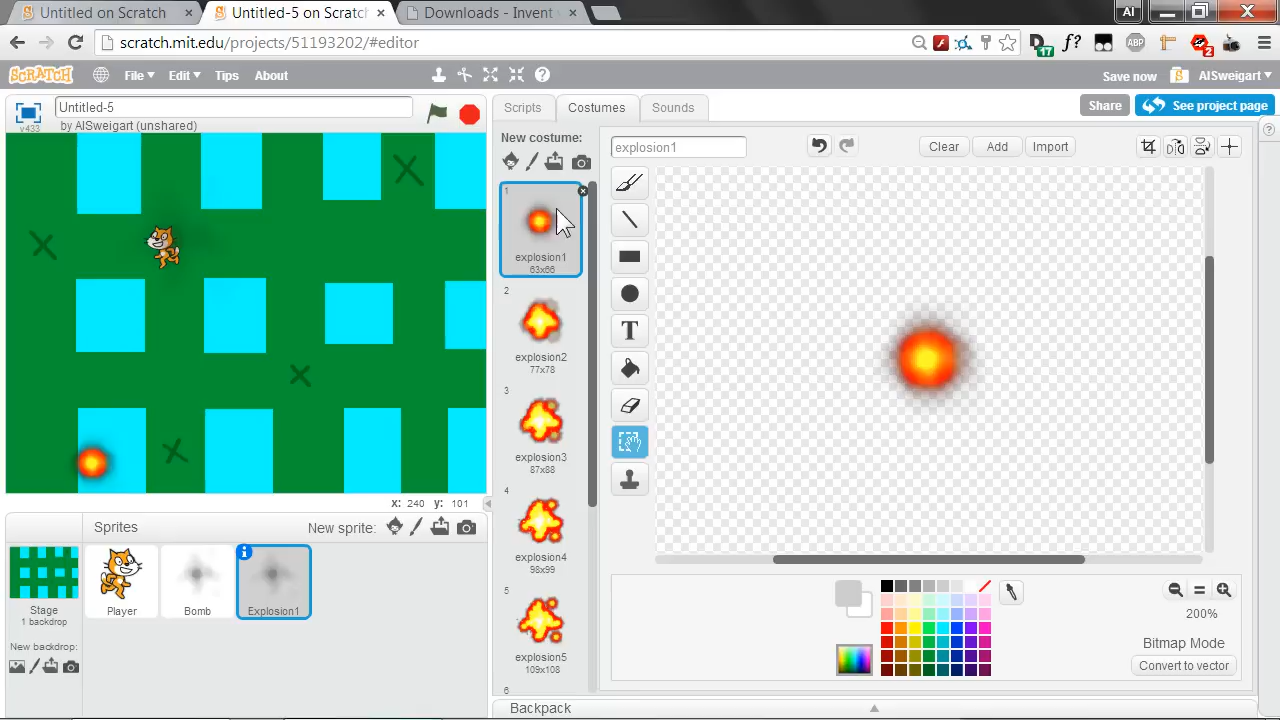 Untitled on Scratch
Untitled-5 on Scratch
Downloads - Invent
AI
scratch.mit.edu/projects/51193202/#editor
17
f?
ABP
2
SCRATCH
File
Edit
Tips
About
Save now
AlSweigart
Untitled-5
by AlSweigart (unshared)
v433
Scripts
Costumes
Sounds
Share
See project page
New costume:
explosion1
Clear
Add
Import
1
explosion1
63x66
2
explosion2
77x78
3
explosion3
87x88
4
explosion4
98x99
5
explosion5
109x108
6
T
x: 240 y: 101
Sprites
New sprite:
Stage
1 backdrop
New backdrop:
Player
Bomb
Explosion1
200%
Bitmap Mode
Convert to vector
Backpack